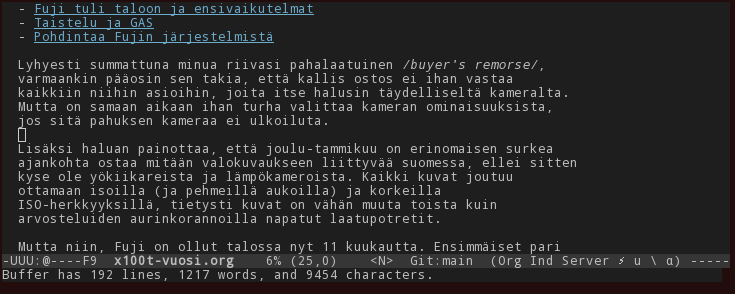 - Fuji tuli taloon ja ensivaikutelmat
- Taistelu ja GAS
- Pohdintaa Fujin järjestelmistä
Lyhyesti summattuna minua riivasi pahalaatuinen /buyer's remorse/,
varmaankin pääosin sen takia, että kallis ostos ei ihan vastaa
kaikkiin niihin asioihin, joita itse halusin täydelliseltä kameralta.
Mutta on samaan aikaan ihan turha valittaa kameran ominaisuuksista,
jos sitä pahuksen kameraa ei ulkoiluta.
Lisäksi haluan painottaa, että joulu-tammikuu on erinomaisen surkea
ajankohta ostaa mitään valokuvaukseen liittyvää suomessa, ellei sitten
kyse ole yökiikareista ja lämpökameroista. Kaikki kuvat joutuu
ottamaan isoilla (ja pehmeillä aukoilla) ja korkeilla
ISO-herkkyyksillä, tietysti kuvat on vähän muuta toista kuin
arvosteluiden aurinkorannoilla napatut laatupotretit.
Mutta niin, Fuji on ollut talossa nyt 11 kuukautta. Ensimmäiset pari
-UUU:@----F9  x100t-vuosi.org    6% (25,0)    <N>  Git:main  (Org Ind Server ⚡ u \ α) -----
Buffer has 192 lines, 1217 words, and 9454 characters.